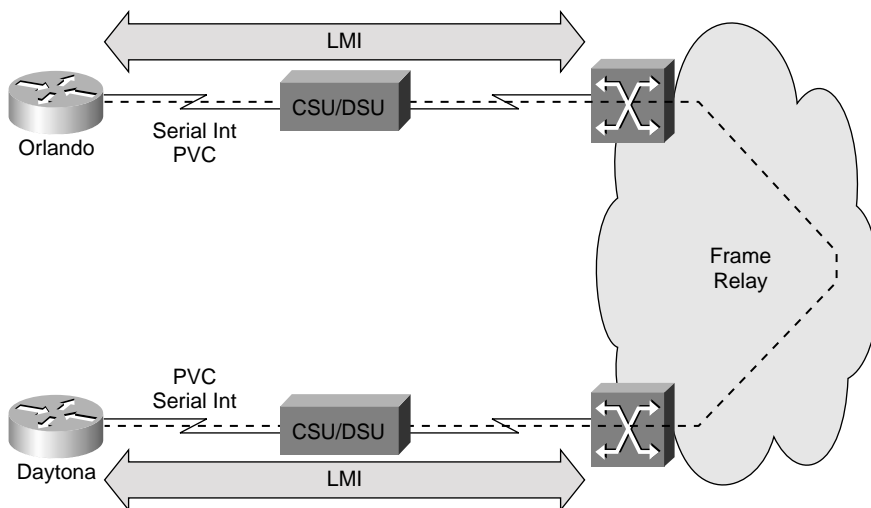 LMI
CSU/DSU
Orlando
Serial Int
PVC
Frame
Relay
PVC
Serial Int
CSU/DSU
Daytona
LMI